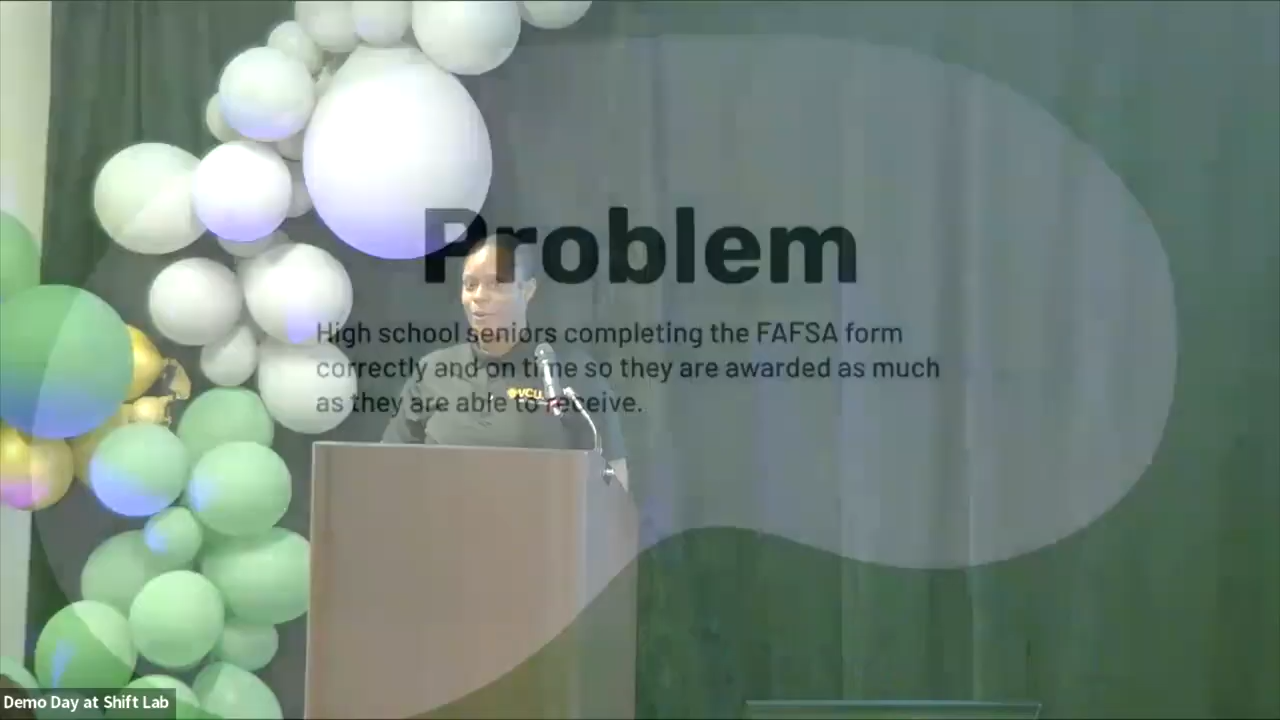 Problem
High school seniors completing the FAFSA form
correctly and on time so they are awarded as much
as they are able to receive.
VCU
Demo Day at Shift Lab